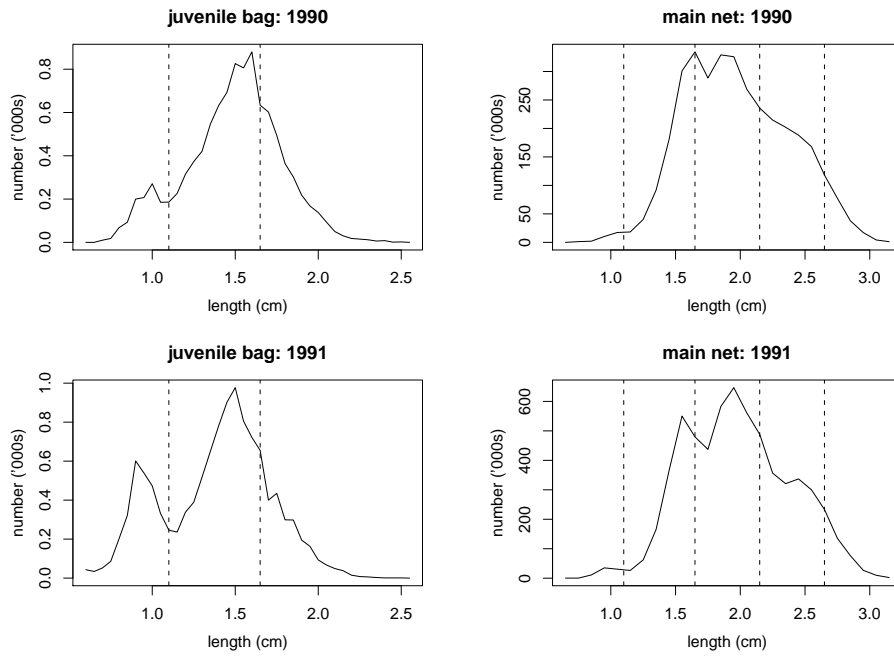 juvenile bag: 1990
number ('000s)
0.0 0.2 0.4 0.6 0.8
1.0 1.5 2.0 2.5
length (cm)
main net: 1990
number ('000s)
0 50 150 250
1.0 1.5 2.0 2.5 3.0
length (cm)
juvenile bag: 1991
number ('000s)
0.0 0.2 0.4 0.6 0.8 1.0
1.0 1.5 2.0 2.5
length (cm)
main net: 1991
number ('000s)
0 200 400 600
1.0 1.5 2.0 2.5 3.0
length (cm)